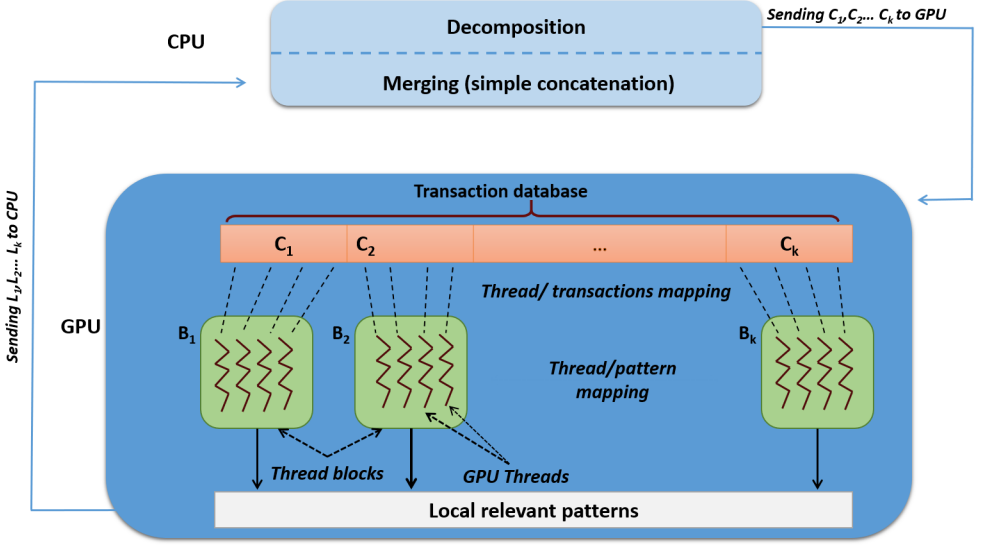 Sending C1,C2... Ck to GPU
Decomposition
CPU
Merging (simple concatenation)
Sending L1,L2... Lk to CPU
Transaction database
C1
C2
...
Ck
Thread/ transactions mapping
GPU
B1
B2
Bk
Thread/pattern
mapping
Thread blocks
GPU Threads
Local relevant patterns